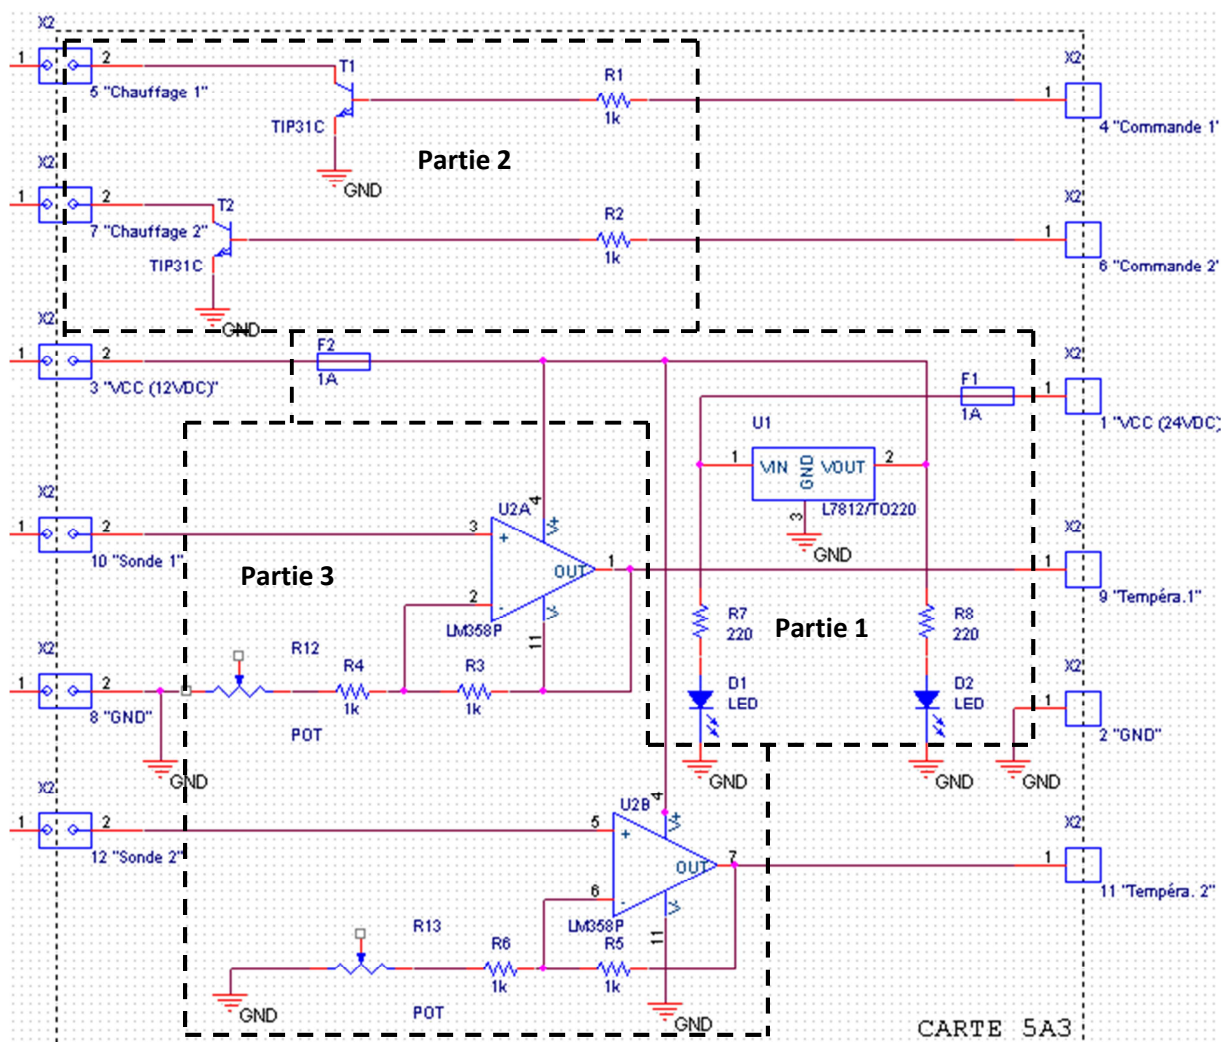 X2
1
2
5 "Chauffage 1"
T1
TIP31C
GND
R1
1k
X2
1
4 "Commande 1"
Partie 2
X2
1
2
7 "Chauffage 2"
T2
TIP31C
GND
R2
1k
X2
1
6 "Commande 2"
X2
1
2
3 "VCC (12VDC)"
F2
1A
X2
F1
1A
1
1 "VCC (24VDC)
U1
1
VIN
GND
VOUT
2
L7812/TO220
3
GND
X2
1
2
10 "Sonde 1"
U2A
4
V+
3
+
OUT
1
2
-
V-
LM358P
11
X2
1
9 "Tempéra.1"
Partie 3
R7
220
Partie 1
R8
220
X2
1
2
8 "GND"
R12
R4
1k
R3
1k
POT
GND
D1
LED
GND
D2
LED
GND
X2
1
2 "GND"
GND
X2
1
2
12 "Sonde 2"
U2B
4
V+
5
+
OUT
7
6
-
V-
LM358P
11
X2
1
11 "Tempéra. 2"
R13
R6
1k
R5
1k
GND
POT
GND
CARTE 5A3